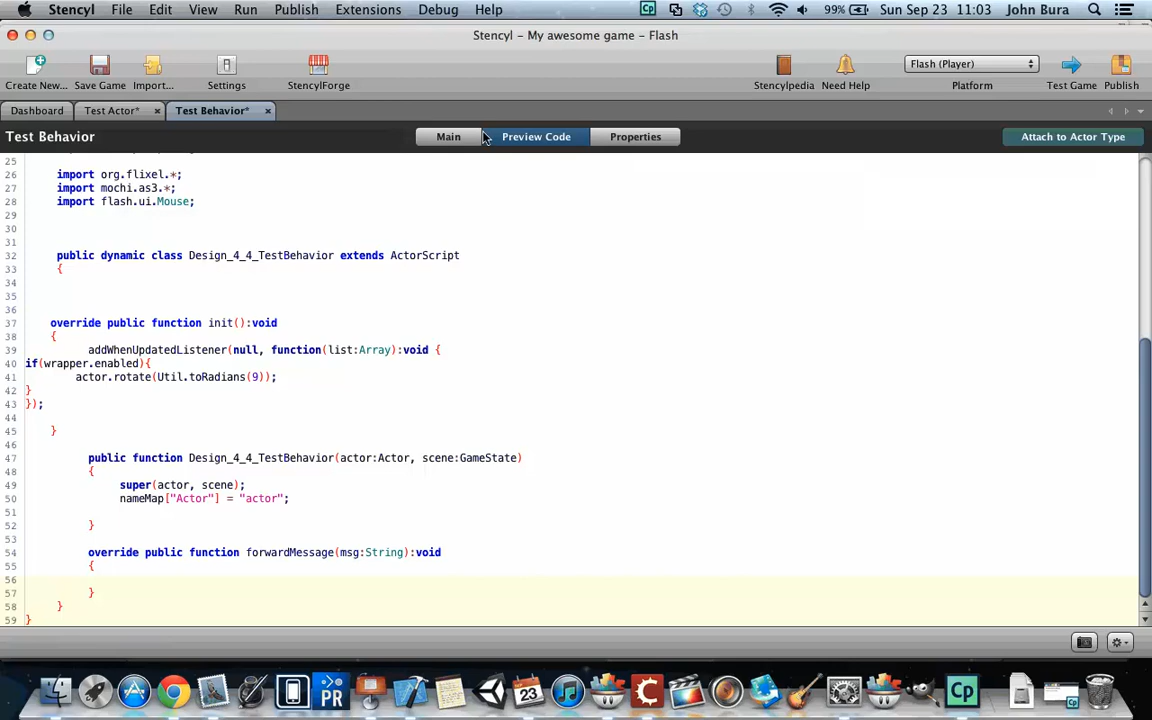 Stencyl File Edit View Run Publish Extensions Debug Help 99% Sun Sep 23 11:03 John Bura
Stencyl – My awesome game – Flash
Create New... Save Game Import... Settings StencylForge Stencylpedia Need Help Flash (Player) Platform Test Game Publish
Dashboard Test Actor* Test Behavior*
Test Behavior Main Preview Code Properties Attach to Actor Type
25
26 import org.flixel.*;
27 import mochi.as3.*;
28 import flash.ui.Mouse;
29
30
31
32 public dynamic class Design_4_4_TestBehavior extends ActorScript
33 {
34
35
36
37 override public function init():void
38 {
39 addWhenUpdatedListener(null, function(list:Array):void {
40 if(wrapper.enabled){
41 actor.rotate(Util.toRadians(9));
42 }
43 });
44
45 }
46
47 public function Design_4_4_TestBehavior(actor:Actor, scene:GameState)
48 {
49 super(actor, scene);
50 nameMap["Actor"] = "actor";
51
52 }
53
54 override public function forwardMessage(msg:String):void
55 {
56
57 }
58 }
59 }